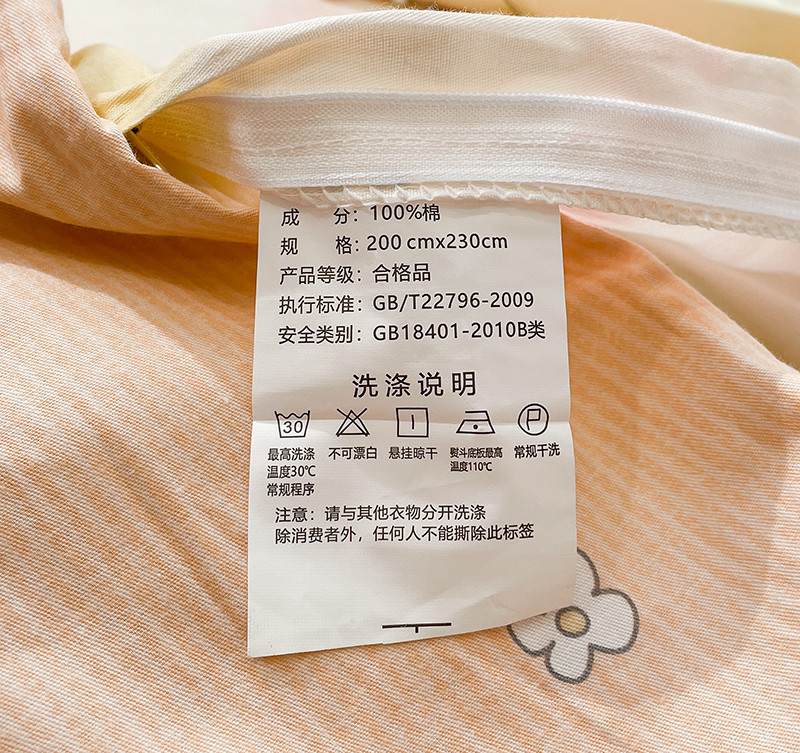 成 分：100%棉
规 格：200 cmx230cm
产品等级：合格品
执行标准：GB/T22796-2009
安全类别：GB18401-2010B类
洗涤说明
30 P
最高洗涤 不可漂白 悬挂晾干 熨斗底板最高 常规干洗
温度30℃ 温度110℃
常规程序
注意：请与其他衣物分开洗涤
除消费者外，任何人不能撕除此标签